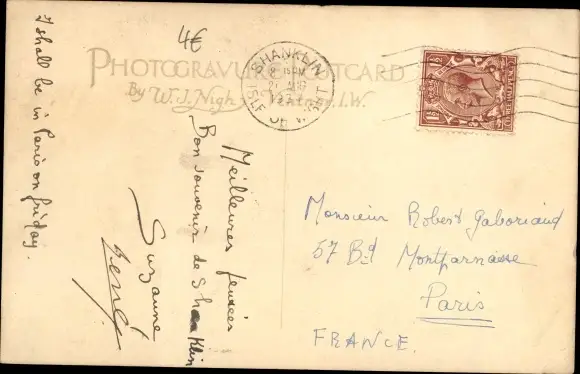 4€
PHOTOGRAVURE POSTCARD
By W. J. Nigh I.W.
SHANKLIN
ISLE OF WIGHT
I shall be in Paris on friday.
Meilleures pensées
Bon souvenir de Shanklin
Suzanne
Monsieur Robert Gaboriaud
57 Bd Montparnasse
Paris
FRANCE.